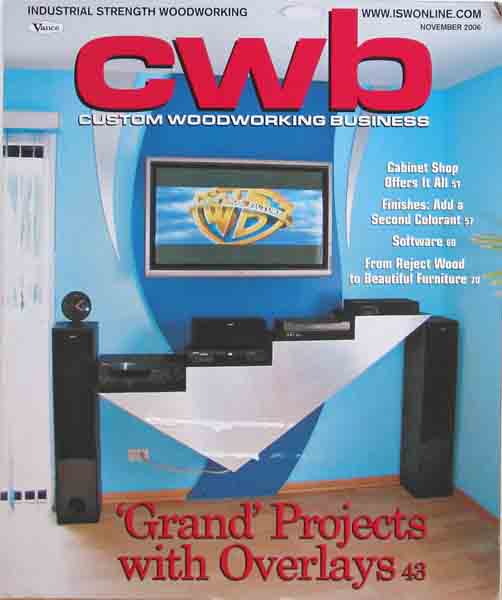 INDUSTRIAL STRENGTH WOODWORKING
WWW.ISWONLINE.COM
Vance
NOVEMBER 2006
cwb
CUSTOM WOODWORKING BUSINESS
Cabinet Shop
Offers It All 51
Finishes: Add a
Second Colorant 57
Software 60
From Reject Wood
to Beautiful Furniture 70
WB
'Grand' Projects
with Overlays 43